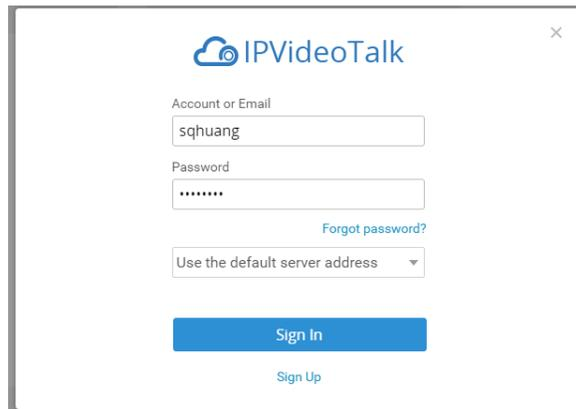 IPVideoTalk
Account or Email
sqhuang
Password
••••••••
Forgot password?
Use the default server address
Sign In
Sign Up